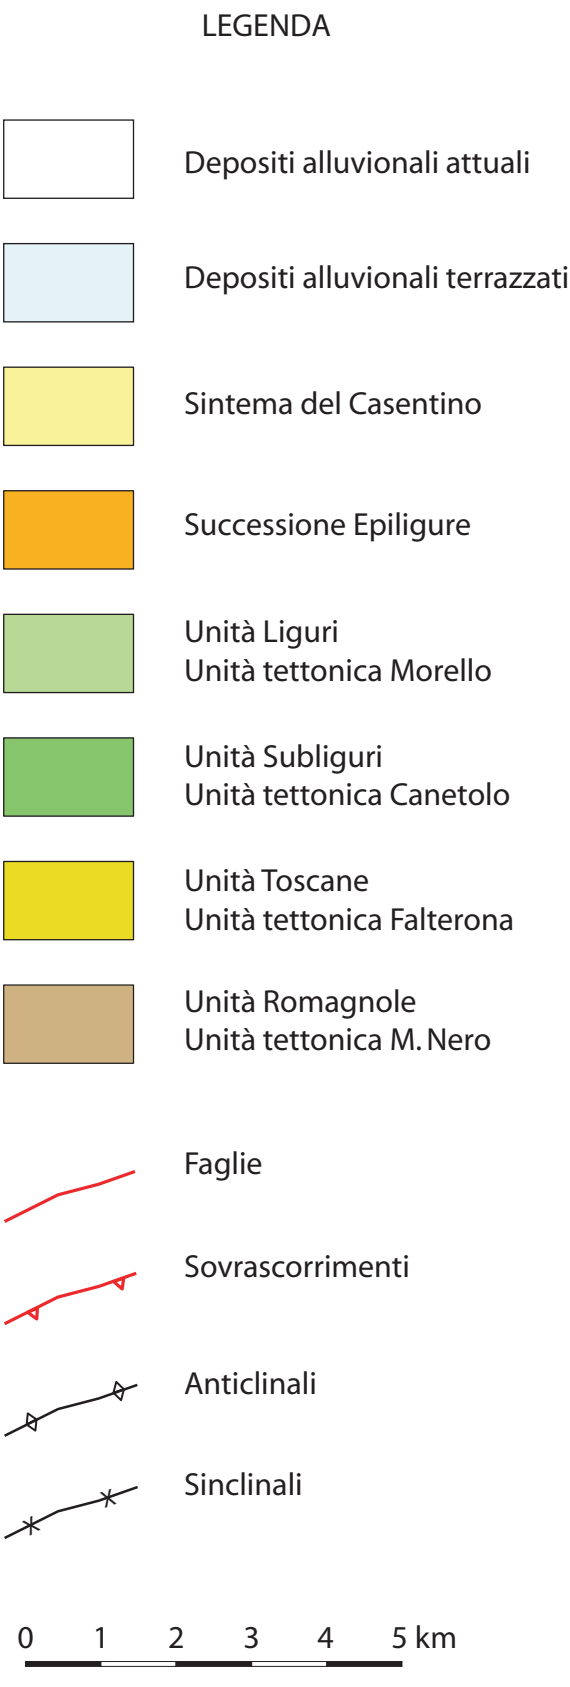 LEGENDA
Depositi alluvionali attuali
Depositi alluvionali terrazzati
Sintema del Casentino
Successione Epiligure
Unità Liguri
Unità tettonica Morello
Unità Subliguri
Unità tettonica Canetolo
Unità Toscane
Unità tettonica Falterona
Unità Romagnole
Unità tettonica M. Nero
Faglie
Sovrascorrimenti
Anticlinali
Sinclinali
0 1 2 3 4 5 km